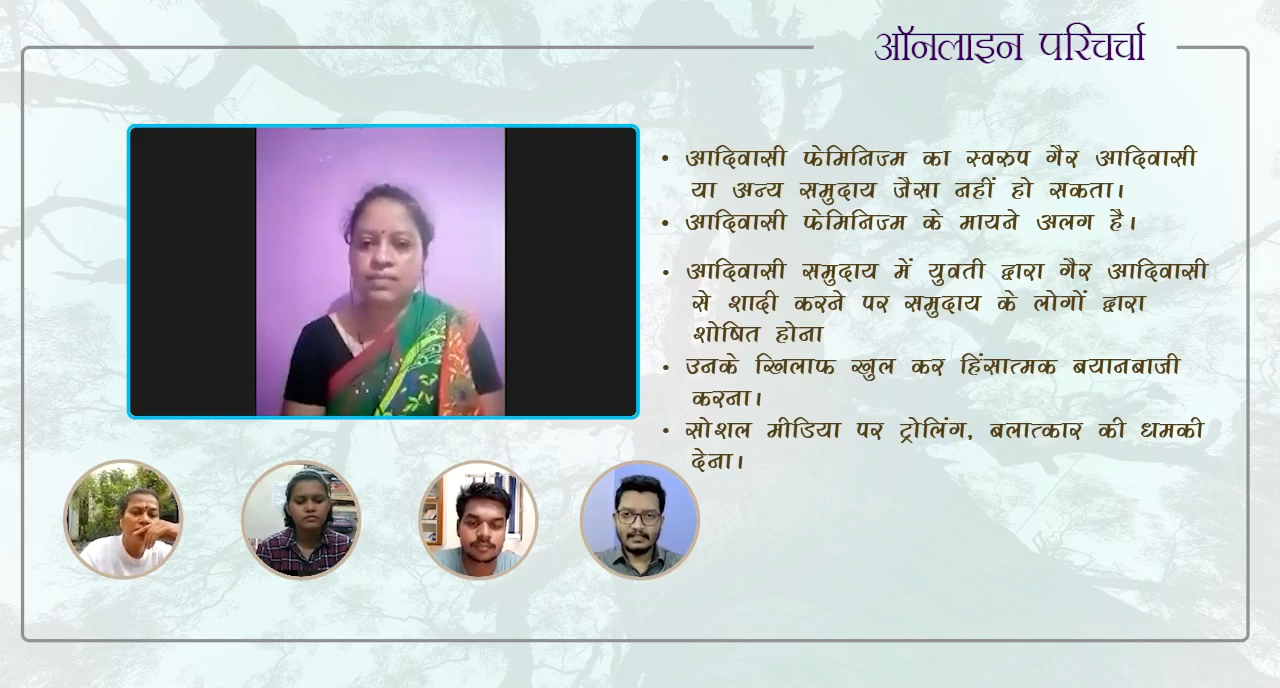 ऑनलाइन परिचर्चा
• आदिवासी फेमिनिज्म का स्वरुप गैर आदिवासी
या अन्य समुदाय जैसा नहीं हो सकता।
• आदिवासी फेमिनिज्म के मायने अलग है।
• आदिवासी समुदाय में युवती द्वारा गैर आदिवासी
से शादी करने पर समुदाय के लोगों द्वारा
शोषित होना
• उनके खिलाफ खुल कर हिंसात्मक बयानबाजी
करना।
• सोशल मीडिया पर ट्रोलिंग, बलात्कार की धमकी
देना।